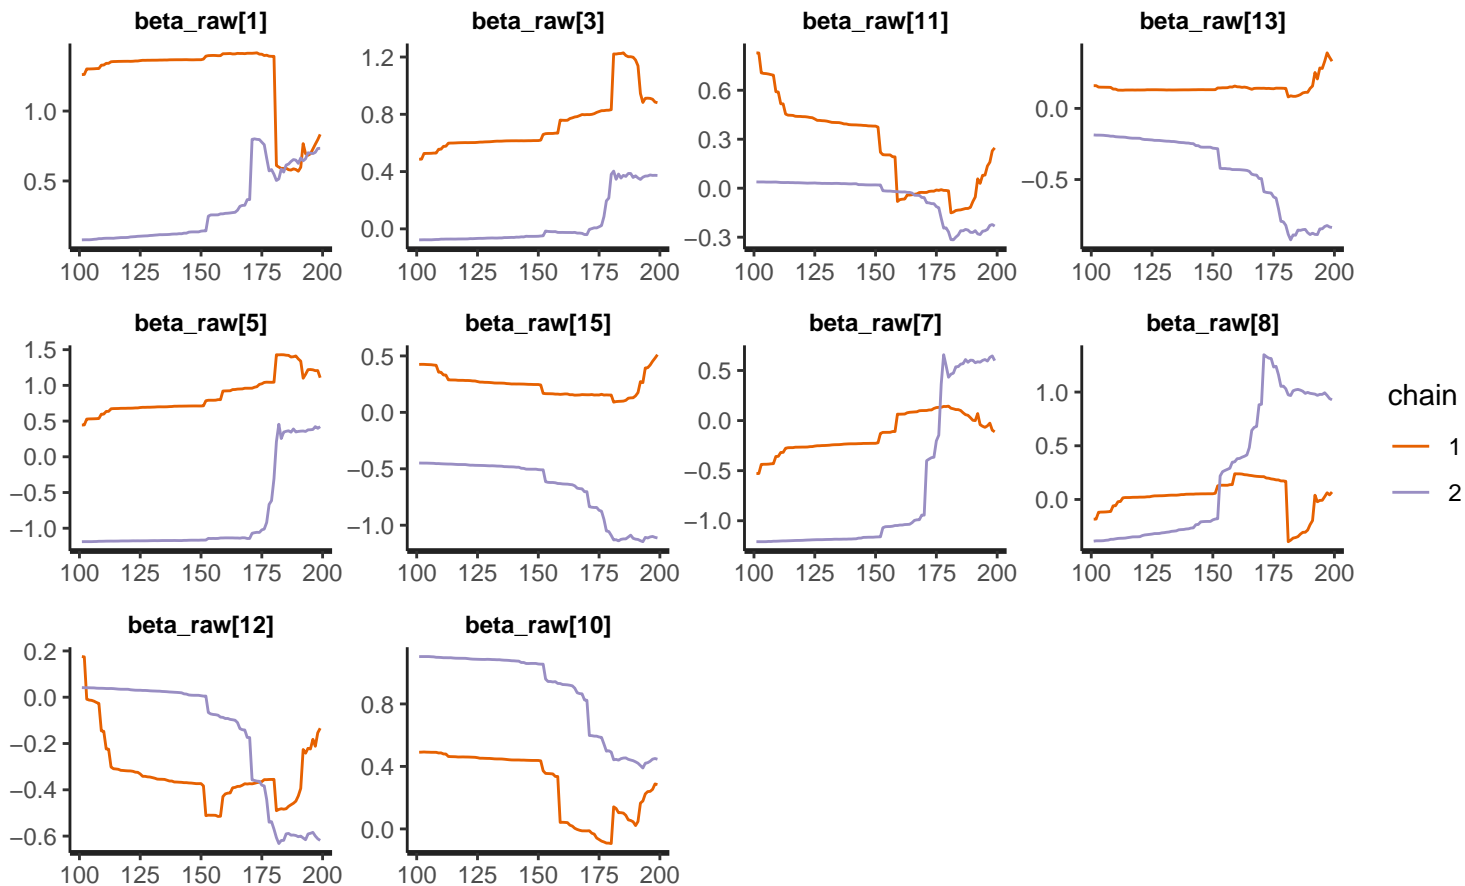 beta_raw[1] beta_raw[3] beta_raw[11] beta_raw[13]
1.0
0.5
100 125 150 175 200
1.2
0.8
0.4
0.0
100 125 150 175 200
0.6
0.3
0.0
−0.3
100 125 150 175 200
0.0
−0.5
100 125 150 175 200
beta_raw[5] beta_raw[15] beta_raw[7] beta_raw[8]
1.5
1.0
0.5
0.0
−0.5
−1.0
100 125 150 175 200
0.5
0.0
−0.5
−1.0
100 125 150 175 200
0.5
0.0
−0.5
−1.0
100 125 150 175 200
1.0
0.5
0.0
100 125 150 175 200
chain
1
2
beta_raw[12] beta_raw[10]
0.2
0.0
−0.2
−0.4
−0.6
100 125 150 175 200
0.8
0.4
0.0
100 125 150 175 200